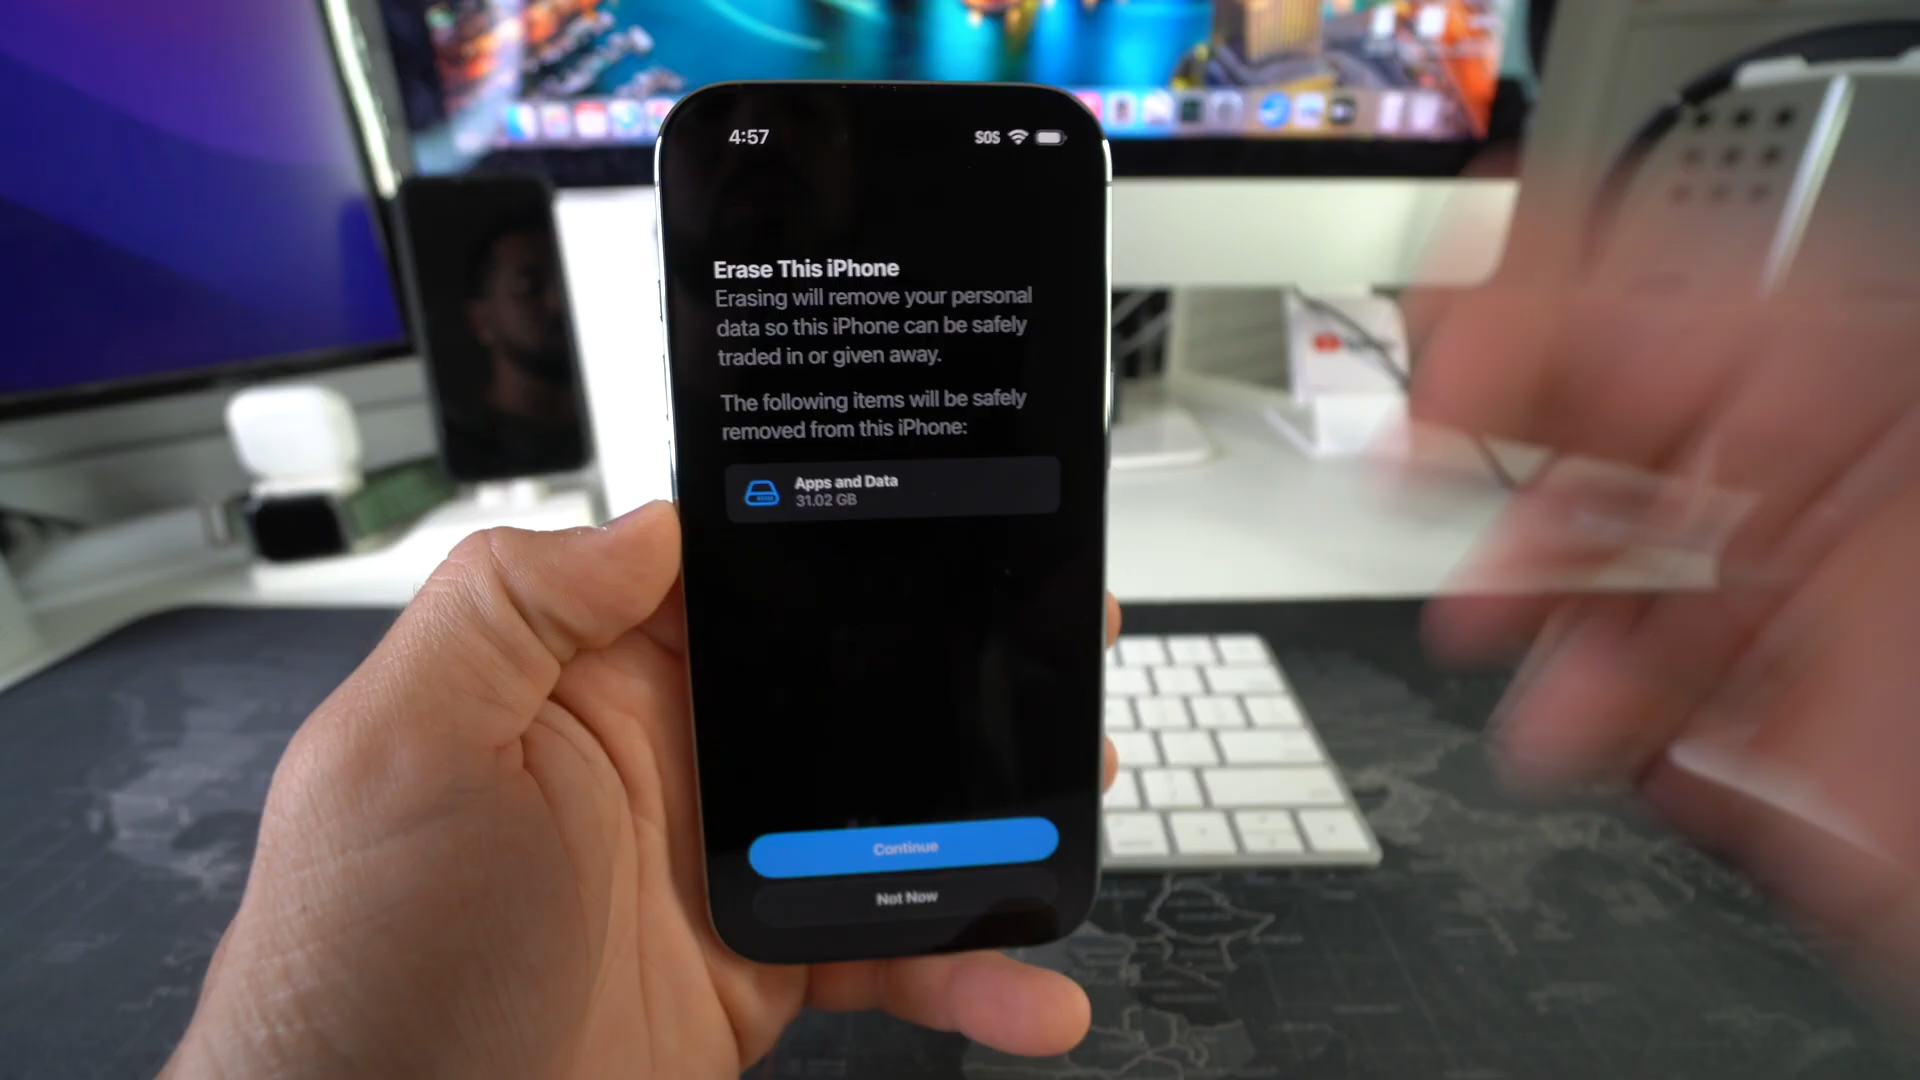 4:57
SOS
Erase This iPhone
Erasing will remove your personal
data so this iPhone can be safely
traded in or given away.
The following items will be safely
removed from this iPhone:
Apps and Data
31.02 GB
Continue
Not Now